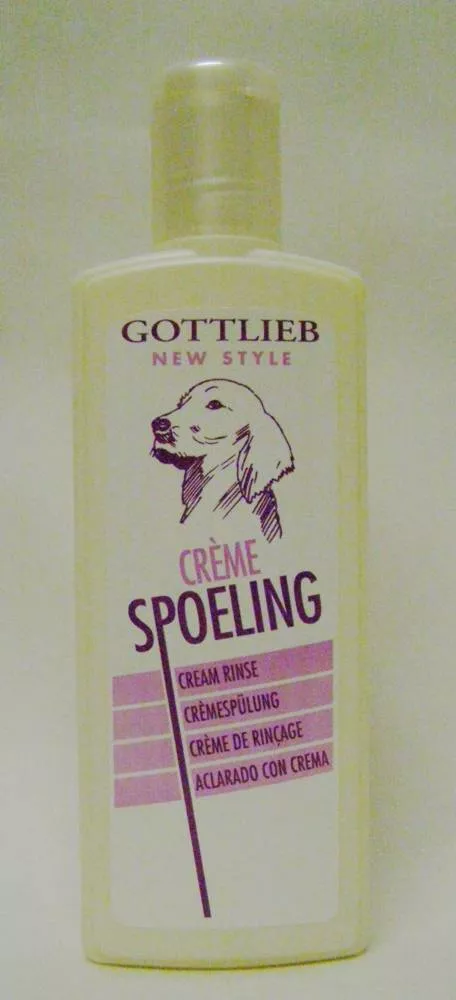 GOTTLIEB
NEW STYLE
CRÈME
SPOELING
CREAM RINSE
CRÈMESPÜLUNG
CRÈME DE RINÇAGE
ACLARADO CON CREMA